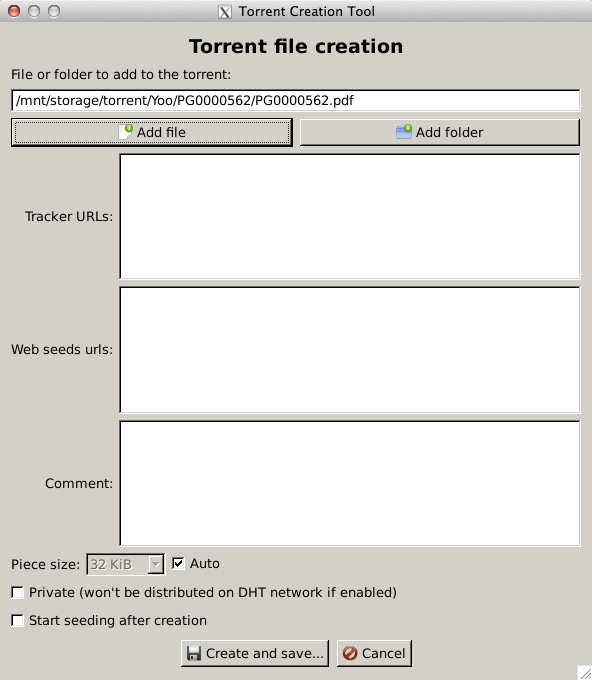 Torrent Creation Tool
Torrent file creation
File or folder to add to the torrent:
/mnt/storage/torrent/Yoo/PG0000562/PG0000562.pdf
Add file
Add folder
Tracker URLs:
Web seeds urls:
Comment:
Piece size: 32 KiB Auto
Private (won't be distributed on DHT network if enabled)
Start seeding after creation
Create and save... Cancel